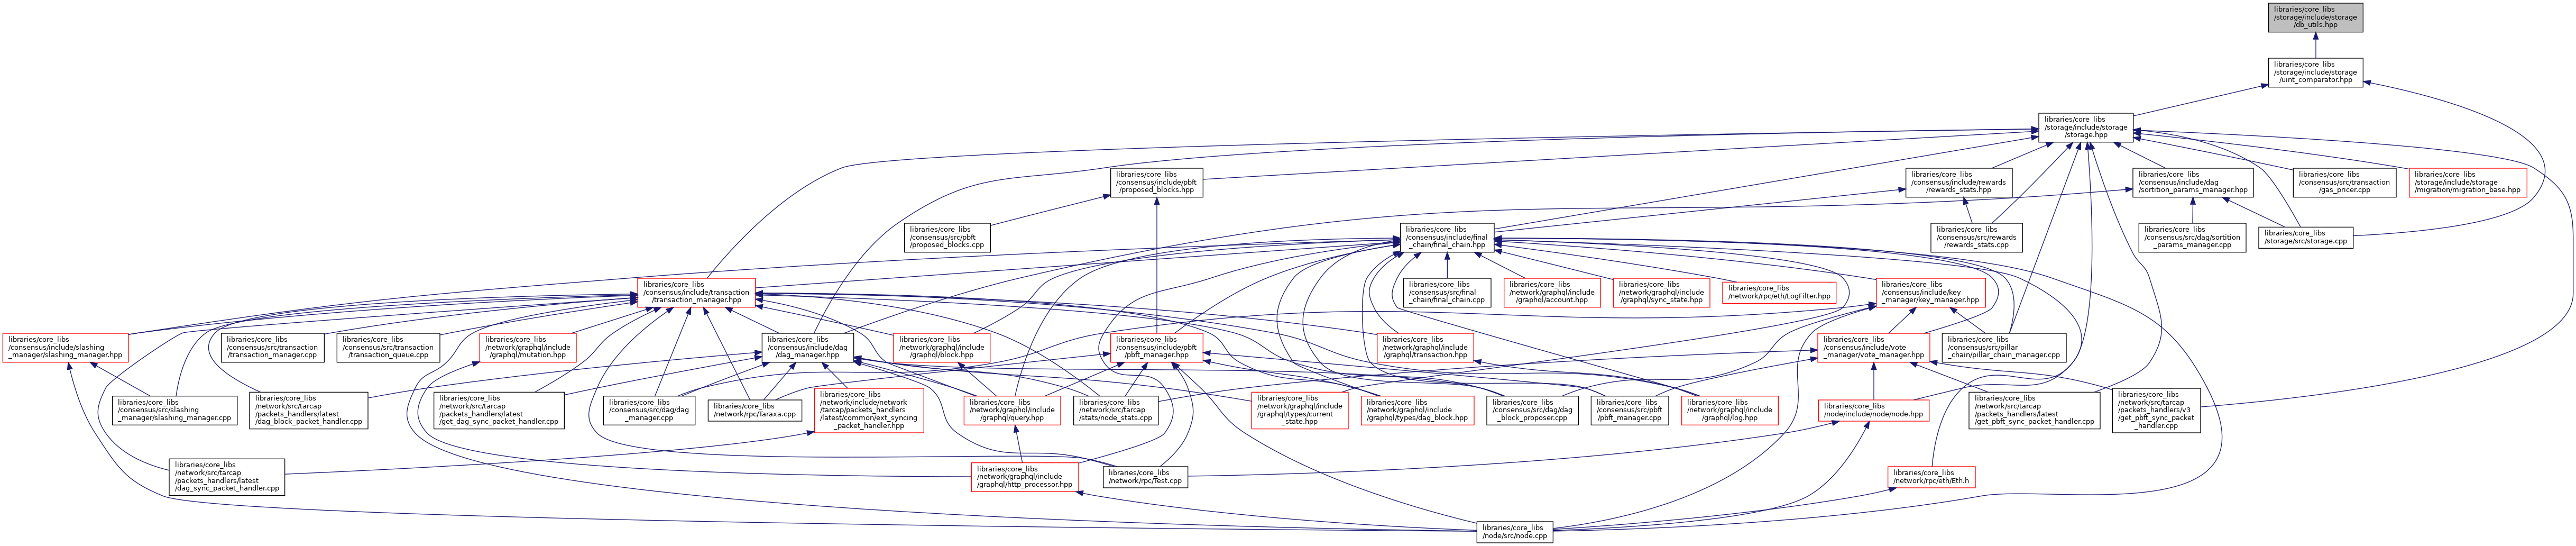 libraries/core_libs
/storage/include/storage
/db_utils.hpp
libraries/core_libs
/storage/include/storage
/uint_comparator.hpp
libraries/core_libs
/storage/include/storage
/storage.hpp
libraries/core_libs
/consensus/include/pbft
/proposed_blocks.hpp
libraries/core_libs
/consensus/include/rewards
/rewards_stats.hpp
libraries/core_libs
/consensus/include/dag
/sortition_params_manager.hpp
libraries/core_libs
/consensus/src/transaction
/gas_pricer.cpp
libraries/core_libs
/storage/include/storage
/migration/migration_base.hpp
libraries/core_libs
/consensus/src/pbft
/proposed_blocks.cpp
libraries/core_libs
/consensus/include/final
_chain/final_chain.hpp
libraries/core_libs
/consensus/src/rewards
/rewards_stats.cpp
libraries/core_libs
/consensus/src/dag/sortition
_params_manager.cpp
libraries/core_libs
/storage/src/storage.cpp
libraries/core_libs
/consensus/include/transaction
/transaction_manager.hpp
libraries/core_libs
/consensus/src/final
_chain/final_chain.cpp
libraries/core_libs
/network/graphql/include
/graphql/account.hpp
libraries/core_libs
/network/graphql/include
/graphql/sync_state.hpp
libraries/core_libs
/network/rpc/eth/LogFilter.hpp
libraries/core_libs
/consensus/include/key
_manager/key_manager.hpp
libraries/core_libs
/consensus/include/slashing
_manager/slashing_manager.hpp
libraries/core_libs
/consensus/src/transaction
/transaction_manager.cpp
libraries/core_libs
/consensus/src/transaction
/transaction_queue.cpp
libraries/core_libs
/network/graphql/include
/graphql/mutation.hpp
libraries/core_libs
/consensus/include/dag
/dag_manager.hpp
libraries/core_libs
/network/graphql/include
/graphql/block.hpp
libraries/core_libs
/consensus/include/pbft
/pbft_manager.hpp
libraries/core_libs
/network/graphql/include
/graphql/transaction.hpp
libraries/core_libs
/consensus/include/vote
_manager/vote_manager.hpp
libraries/core_libs
/consensus/src/pillar
_chain/pillar_chain_manager.cpp
libraries/core_libs
/consensus/src/slashing
_manager/slashing_manager.cpp
libraries/core_libs
/network/src/tarcap
/packets_handlers/latest
/dag_block_packet_handler.cpp
libraries/core_libs
/network/src/tarcap
/packets_handlers/latest
/get_dag_sync_packet_handler.cpp
libraries/core_libs
/consensus/src/dag/dag
_manager.cpp
libraries/core_libs
/network/rpc/Taraxa.cpp
libraries/core_libs
/network/include/network
/tarcap/packets_handlers
/latest/common/ext_syncing
_packet_handler.hpp
libraries/core_libs
/network/graphql/include
/graphql/query.hpp
libraries/core_libs
/network/src/tarcap
/stats/node_stats.cpp
libraries/core_libs
/network/graphql/include
/graphql/types/current
_state.hpp
libraries/core_libs
/network/graphql/include
/graphql/types/dag_block.hpp
libraries/core_libs
/consensus/src/dag/dag
_block_proposer.cpp
libraries/core_libs
/consensus/src/pbft
/pbft_manager.cpp
libraries/core_libs
/network/graphql/include
/graphql/log.hpp
libraries/core_libs
/node/include/node/node.hpp
libraries/core_libs
/network/src/tarcap
/packets_handlers/latest
/get_pbft_sync_packet_handler.cpp
libraries/core_libs
/network/src/tarcap
/packets_handlers/v3
/get_pbft_sync_packet
_handler.cpp
libraries/core_libs
/network/src/tarcap
/packets_handlers/latest
/dag_sync_packet_handler.cpp
libraries/core_libs
/network/graphql/include
/graphql/http_processor.hpp
libraries/core_libs
/network/rpc/Test.cpp
libraries/core_libs
/network/rpc/eth/Eth.h
libraries/core_libs
/node/src/node.cpp